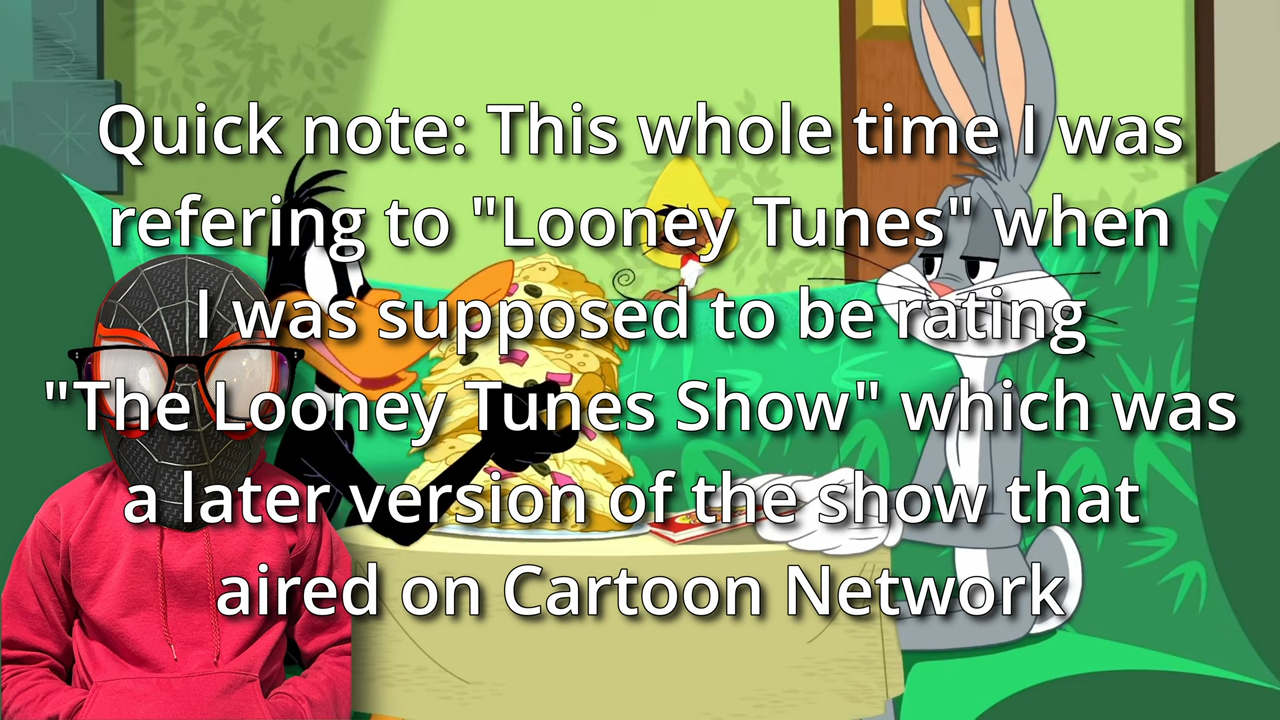 Quick note: This whole time I was
refering to "Looney Tunes" when
I was supposed to be rating
"The Looney Tunes Show" which was
a later version of the show that
aired on Cartoon Network